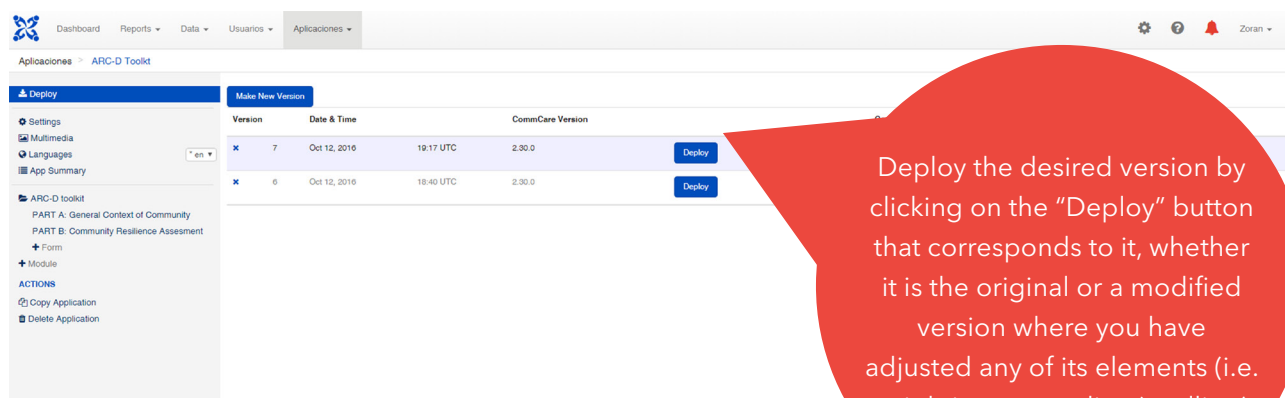 Dashboard Reports Data Usuarios Aplicaciones Zoran
Aplicaciones > ARC-D Toolkt
Deploy
Settings
Multimedia
Languages * en
App Summary
ARC-D toolkit
PART A: General Context of Community
PART B: Community Resilience Assesment
+ Form
+ Module
ACTIONS
Copy Application
Delete Application
Make New Version
Version Date & Time CommCare Version
7 Oct 12, 2016 19:17 UTC 2.30.0 Deploy
6 Oct 12, 2016 18:40 UTC 2.30.0 Deploy
Deploy the desired version by
clicking on the “Deploy” button
that corresponds to it, whether
it is the original or a modified
version where you have
adjusted any of its elements (i.e.